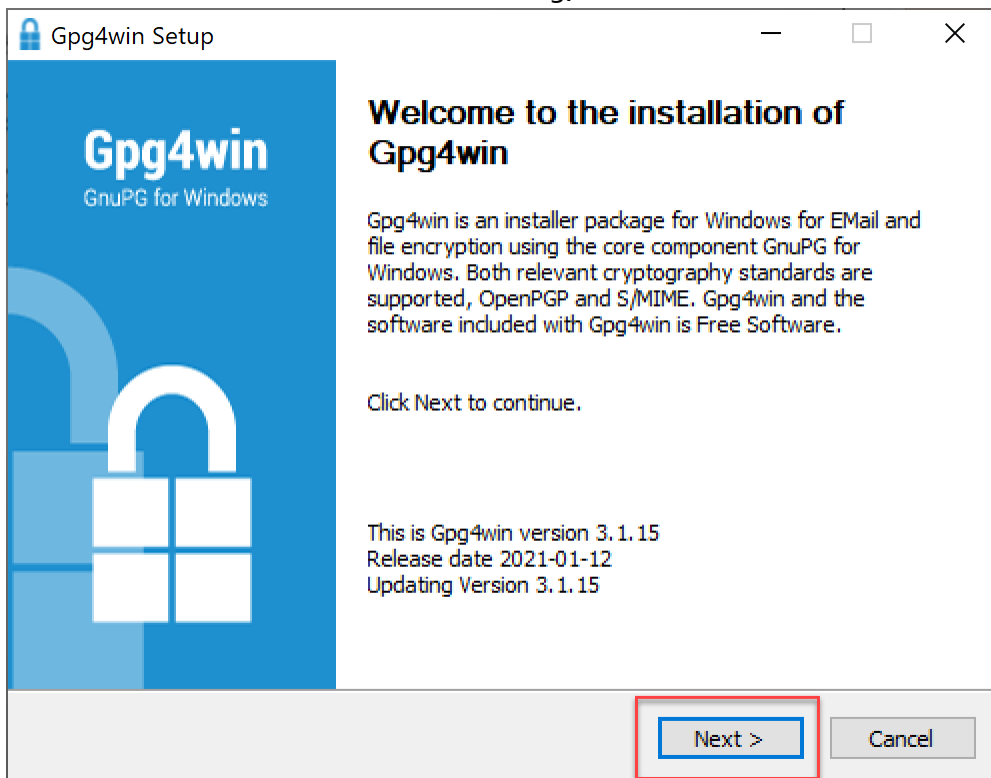 Gpg4win Setup
Gpg4win
GnuPG for Windows
Welcome to the installation of
Gpg4win
Gpg4win is an installer package for Windows for EMail and
file encryption using the core component GnuPG for
Windows. Both relevant cryptography standards are
supported, OpenPGP and S/MIME. Gpg4win and the
software included with Gpg4win is Free Software.
Click Next to continue.
This is Gpg4win version 3.1.15
Release date 2021-01-12
Updating Version 3.1.15
Next >
Cancel